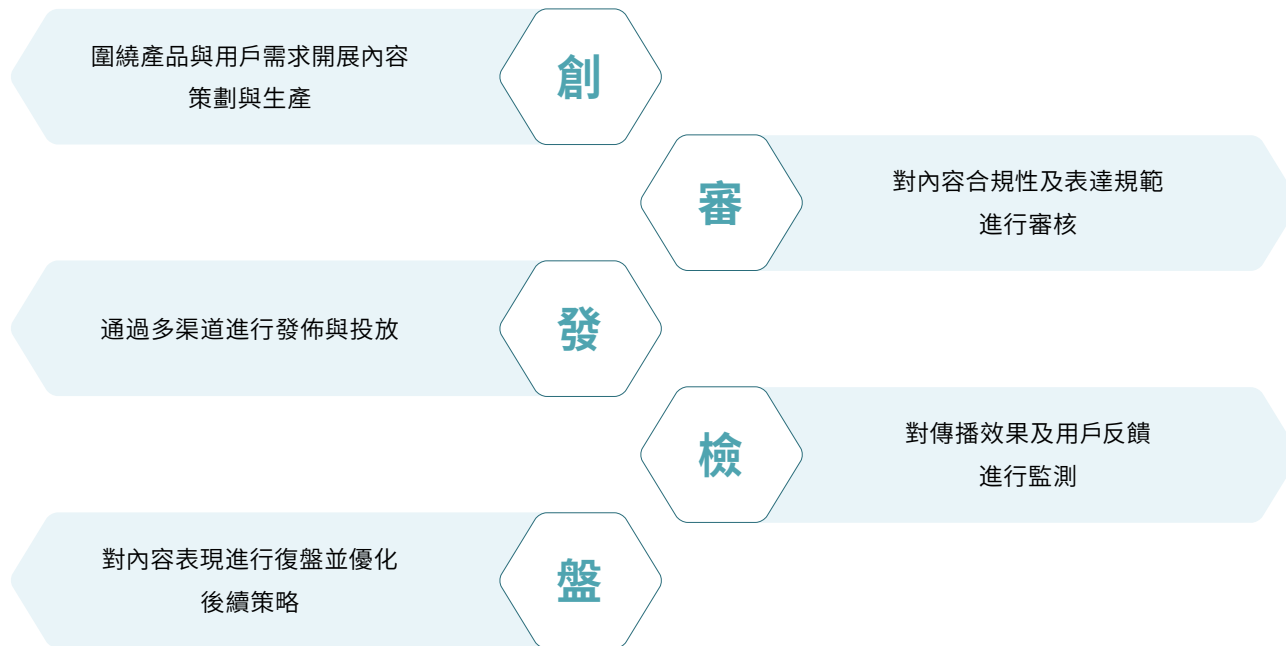 圍繞產品與用戶需求開展內容
策劃與生產
創
審
對內容合規性及表達規範
進行審核
通過多渠道進行發佈與投放
發
檢
對傳播效果及用戶反饋
進行監測
對內容表現進行復盤並優化
後續策略
盤